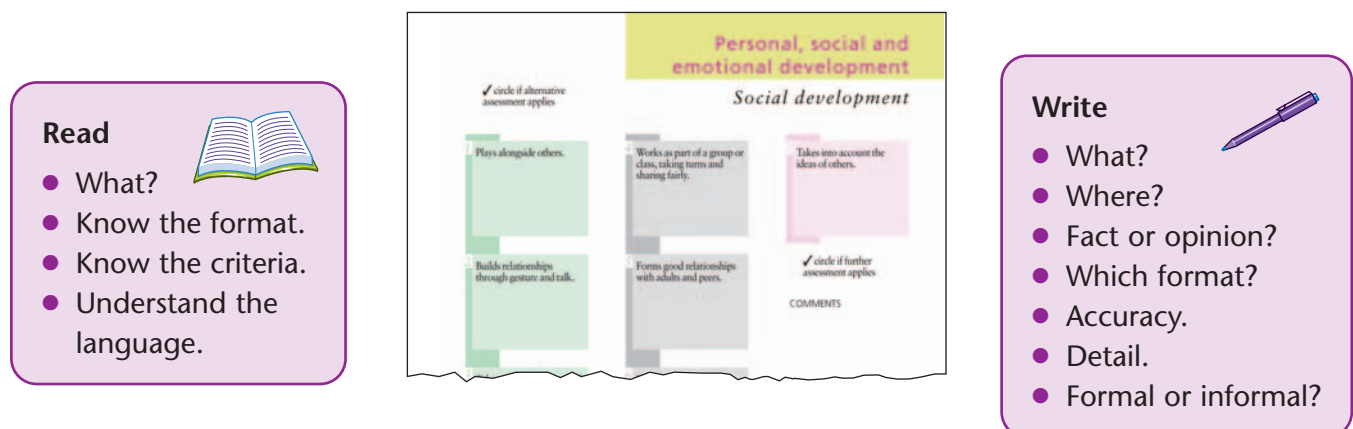 Read
● What?
● Know the format.
● Know the criteria.
● Understand the
language.
Personal, social and
emotional development
Social development
✓ circle if alternative
assessment applies
1 Plays alongside others.
2 Builds relationships
through gesture and talk.
4 Works as part of a group or
class, taking turns and
sharing fairly.
5 Forms good relationships
with adults and peers.
Takes into account the
ideas of others.
✓ circle if further
assessment applies
COMMENTS
Write
● What?
● Where?
● Fact or opinion?
● Which format?
● Accuracy.
● Detail.
● Formal or informal?